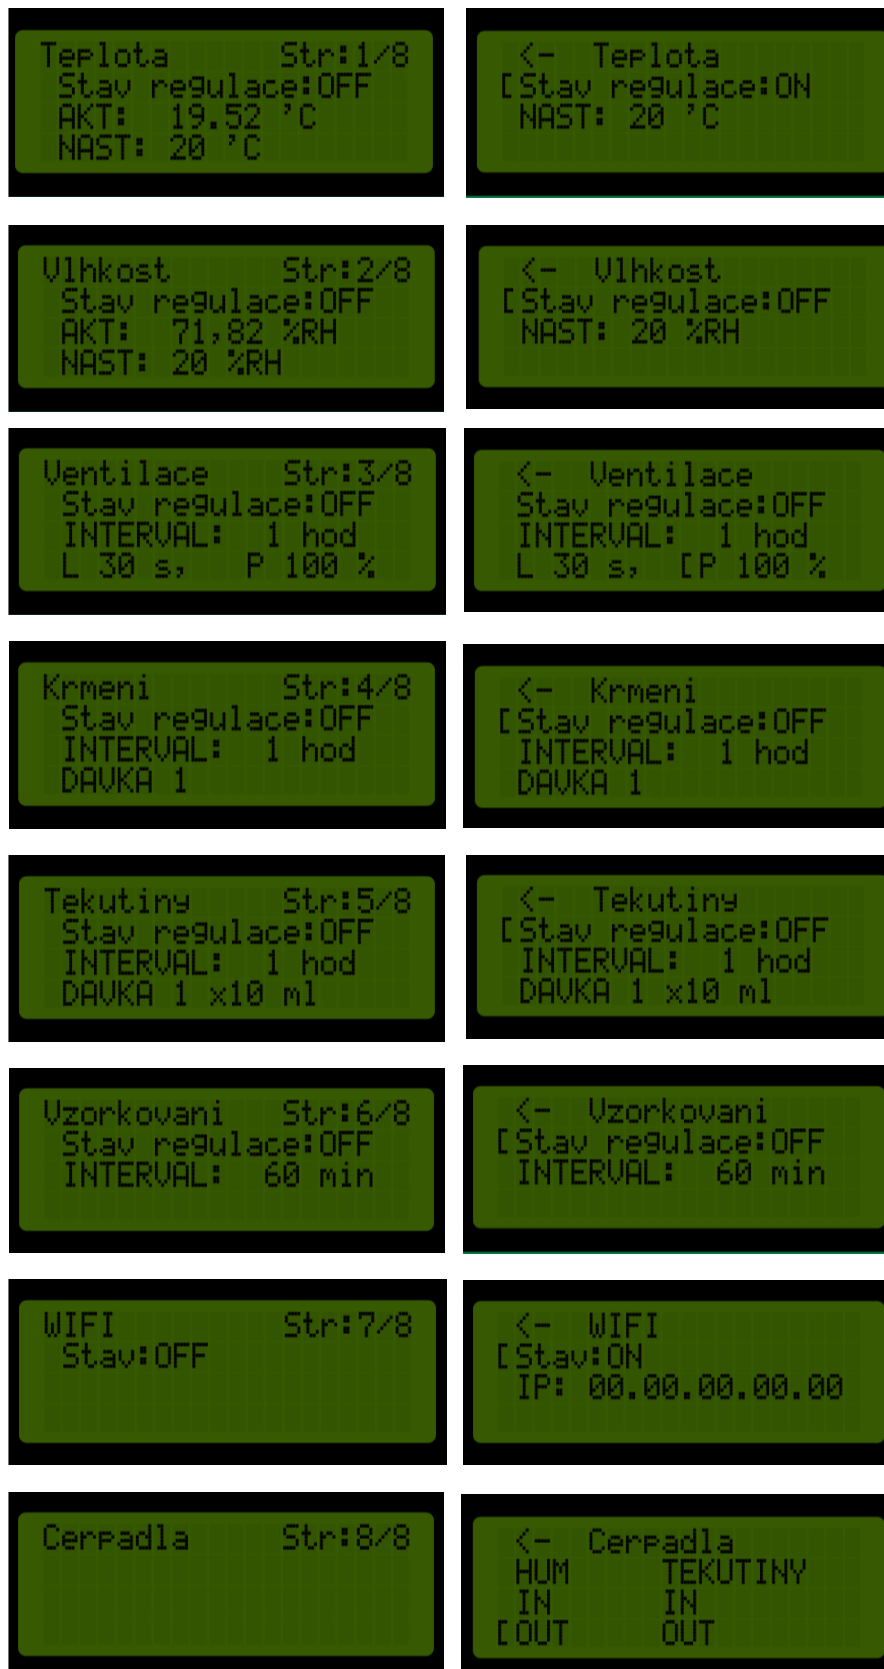 Teplota Str:1/8
Stav regulace:OFF
AKT: 19.52 'C
NAST: 20 'C
<- Teplota
[Stav regulace:ON
NAST: 20 'C
Vlhkost Str:2/8
Stav regulace:OFF
AKT: 71,82 %RH
NAST: 20 %RH
<- Vlhkost
[Stav regulace:OFF
NAST: 20 %RH
Ventilace Str:3/8
Stav regulace:OFF
INTERVAL: 1 hod
L 30 s, P 100 %
<- Ventilace
Stav regulace:OFF
INTERVAL: 1 hod
L 30 s, [P 100 %
Krmeni Str:4/8
Stav regulace:OFF
INTERVAL: 1 hod
DAVKA 1
<- Krmeni
[Stav regulace:OFF
INTERVAL: 1 hod
DAVKA 1
Tekutiny Str:5/8
Stav regulace:OFF
INTERVAL: 1 hod
DAVKA 1 x10 ml
<- Tekutiny
[Stav regulace:OFF
INTERVAL: 1 hod
DAVKA 1 x10 ml
Vzorkovani Str:6/8
Stav regulace:OFF
INTERVAL: 60 min
<- Vzorkovani
[Stav regulace:OFF
INTERVAL: 60 min
WIFI Str:7/8
Stav:OFF
<- WIFI
[Stav:ON
IP: 00.00.00.00.00
Cerpadla Str:8/8
<- Cerpadla
HUM TEKUTINY
IN IN
[OUT OUT